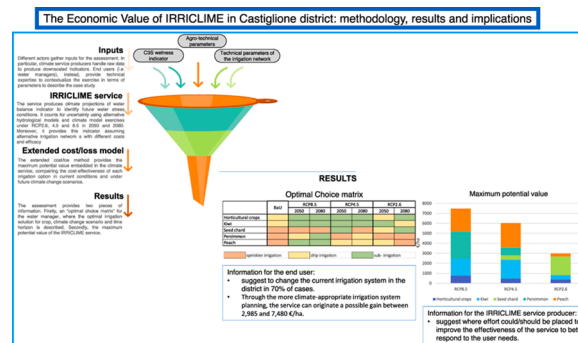 The Economic Value of IRRICLIME in Castiglione district: methodology, results and implications
Inputs
Different actors gather inputs for the assessment. In
particular, climate service producers handle raw data
to produce downscaled indicators. End users (i.e.
water managers), instead, provide technical
expertise to contextualise the exercise in terms of
parameters to describe the case study
IRRICLIME service
The service produces climate projections of water
balance indicator to identify future water stress
conditions. It counts for uncertainty using alternative
hydrological models and climate model exercises
under RCP2.6, 4.5 and 8.5 in 2050 and 2080.
Moreover, it provides this indicator assuming
alternative irrigation network s with different costs
and efficacy
Extended cost/loss model
The extended cost/loss method provides the
maximum potential value embedded in the climate
service, comparing the cost-effectiveness of each
irrigation option in current conditions and under
future climate change scenarios.
Results
The assessment provides two pieces of
information. Firstly, an "optimal choice matrix" for
the water manager, where the optimal irrigation
solution for crop, climate change scenario and time
horizon is described. Secondly, the maximum
potential value of the IRRICLIME service.
Agro-technical
parameters
C3S wetness
indicator
Technical parameters of
the irrigation network
RESULTS
Optimal Choice matrix
BaU
RCP8.5
RCP4.5
RCP2.6
2050
2080
2050
2080
2050
2080
Horticultural crops
Kiwi
Seed chard
Persimmon
Peach
sprinkler irrigation
drip irrigation
sub- irrigation
Information for the end user:
• suggest to change the current irrigation system in the
district in 70% of cases.
• Through the more climate-appropriate irrigation system
planning, the service can originate a possible gain between
2,985 and 7,480 €/ha.
Maximum potential value
€/ha
8000
7000
6000
5000
4000
3000
2000
1000
0
RCP8.5
RCP4.5
RCP2.6
Horticultural crops
Kiwi
Seed chard
Persimmon
Peach
Information for the IRRICLIME service producer:
• suggest where effort could/should be placed to
improve the effectiveness of the service to bet
respond to the user needs.